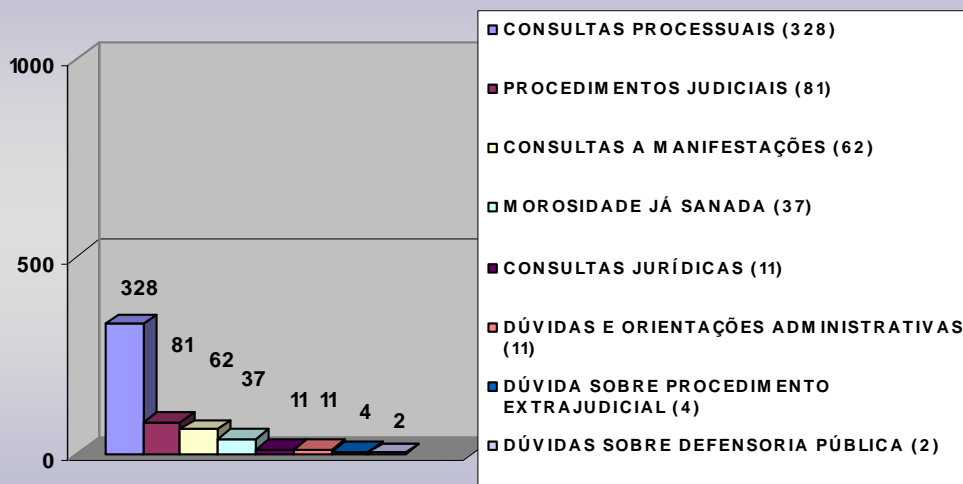 1000
500
0
328
81
62
37
11
11
4
2
CONSULTAS PROCESSUAIS (328)
PROCEDIMENTOS JUDICIAIS (81)
CONSULTAS A MANIFESTAÇÕES (62)
MOROSIDADE JÁ SANADA (37)
CONSULTAS JURÍDICAS (11)
DÚVIDAS E ORIENTAÇÕES ADMINISTRATIVAS
(11)
DÚVIDA SOBRE PROCEDIMENTO
EXTRAJUDICIAL (4)
DÚVIDAS SOBRE DEFENSORIA PÚBLICA (2)